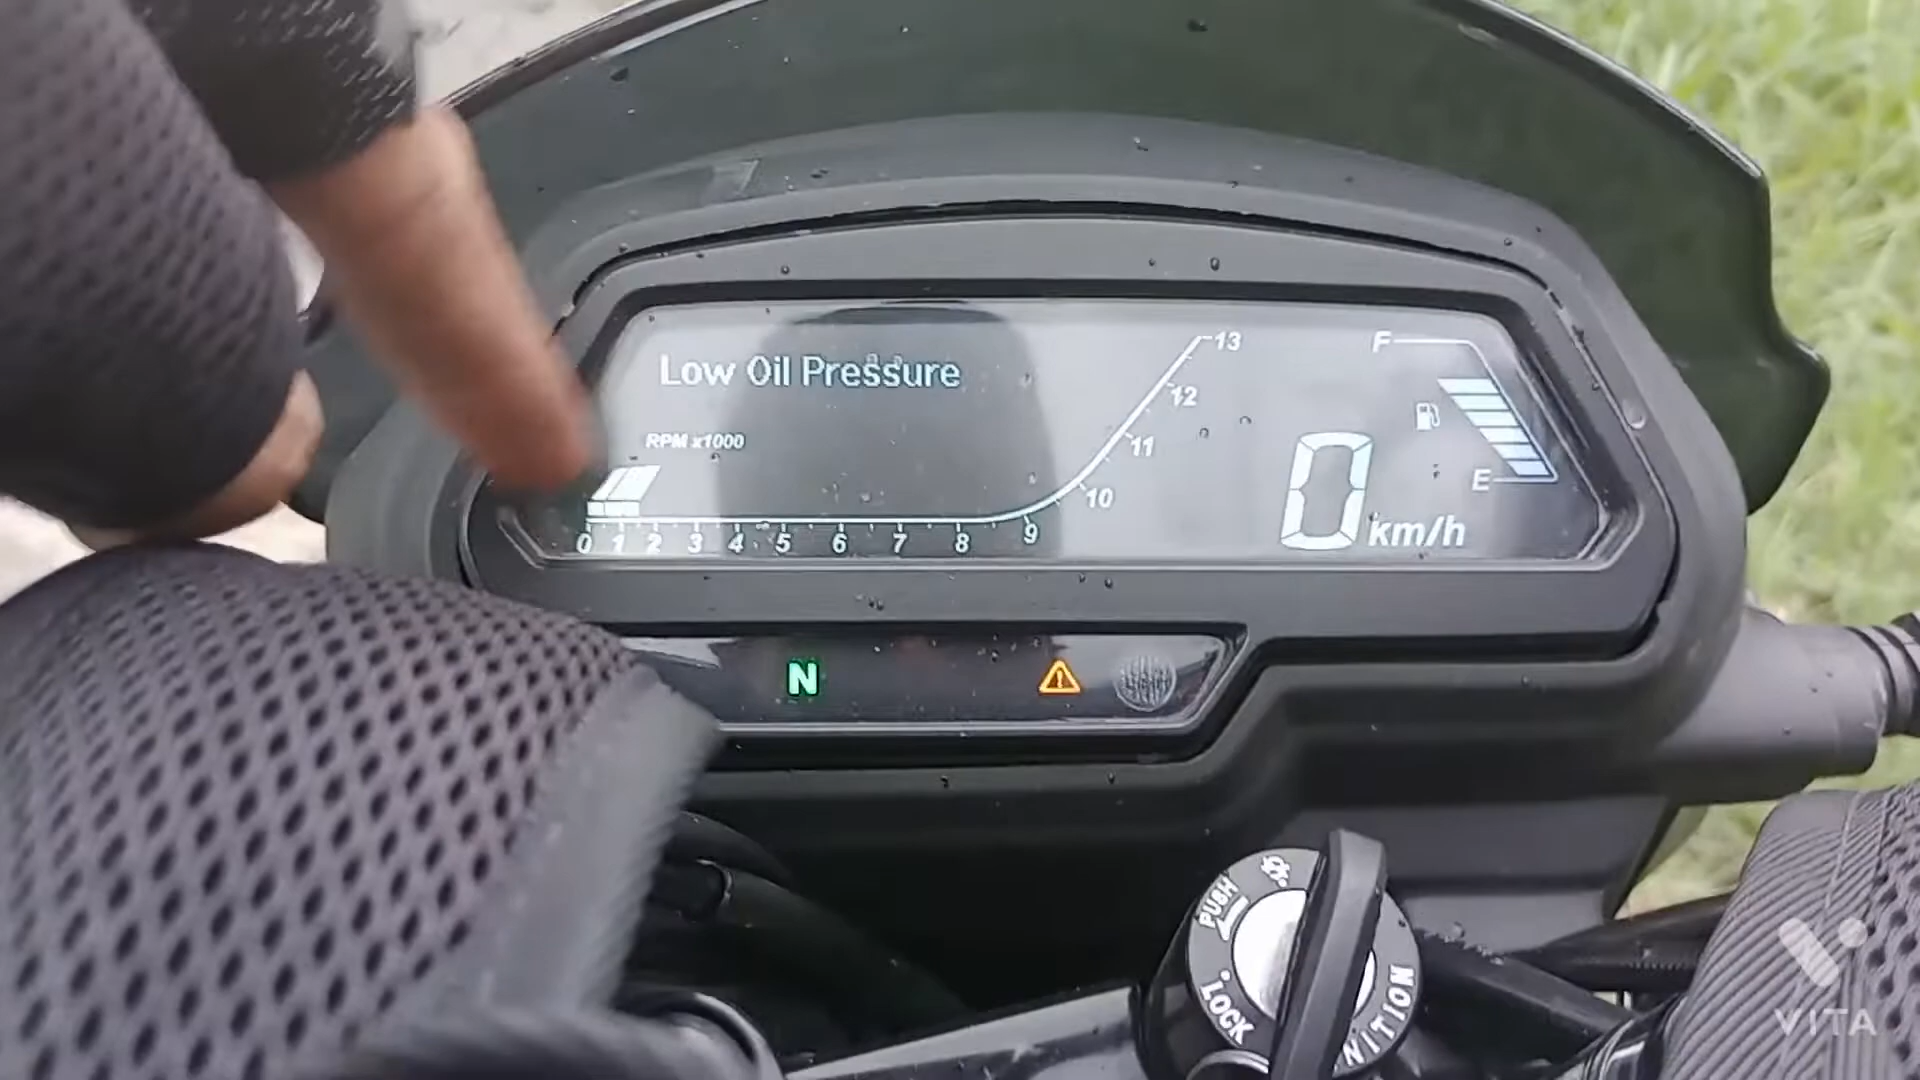 Low Oil Pressure
RPM x1000
0 1 2 3 4 5 6 7 8 9 10 11 12 13
F
E
0 km/h
N
PUSH
LOCK
VITA